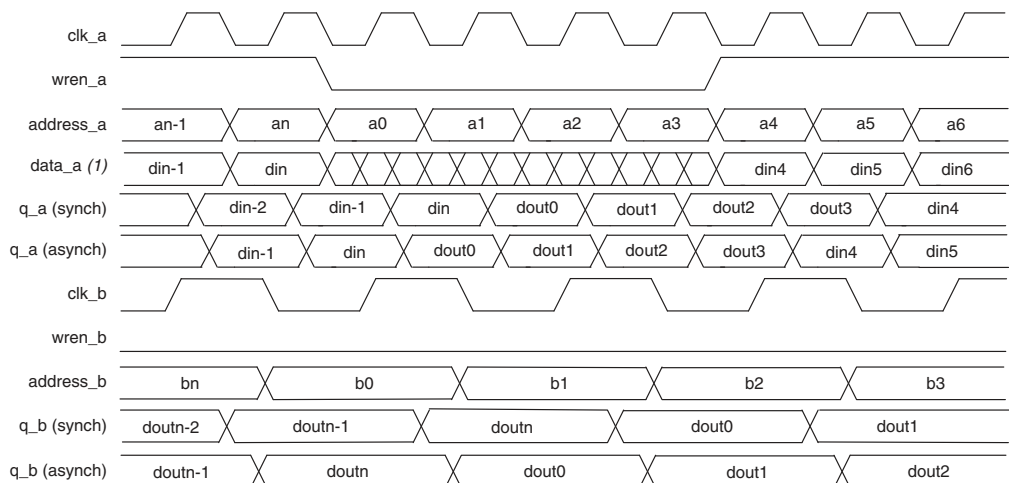 clk_a
wren_a
address_a an-1 an a0 a1 a2 a3 a4 a5 a6
data_a (1) din-1 din din4 din5 din6
q_a (synch) din-2 din-1 din dout0 dout1 dout2 dout3 din4
q_a (asynch) din-1 din dout0 dout1 dout2 dout3 din4 din5
clk_b
wren_b
address_b bn b0 b1 b2 b3
q_b (synch) doutn-2 doutn-1 doutn dout0 dout1
q_b (asynch) doutn-1 doutn dout0 dout1 dout2